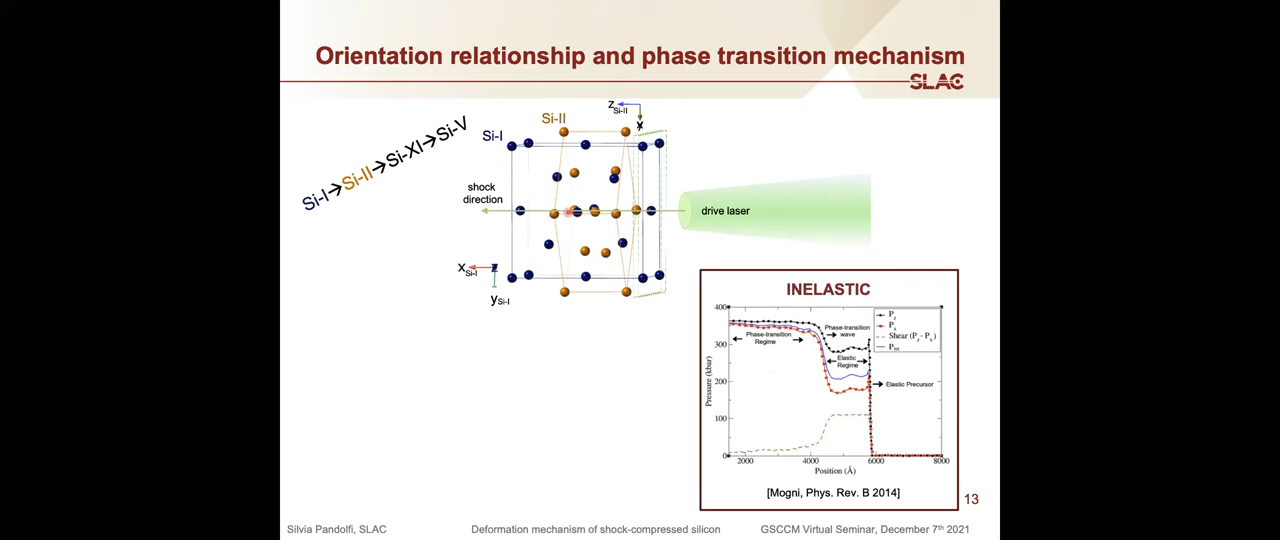 Orientation relationship and phase transition mechanism
SLAC
Si-I→Si-II→Si-XI→Si-V
Si-I
Si-II
z Si-II
shock
direction
drive laser
x Si-I
z
y Si-I
INELASTIC
400
300
200
100
0
Pressure (kbar)
2000
4000
6000
8000
Position (Å)
Phase-transition
Regime
Phase-transition
wave
Elastic
Regime
Elastic Precursor
Pz
Px
Shear (Pz - Px)
[Mogni, Phys. Rev. B 2014]
13
Silvia Pandolfi, SLAC
Deformation mechanism of shock-compressed silicon
GSCCM Virtual Seminar, December 7th 2021